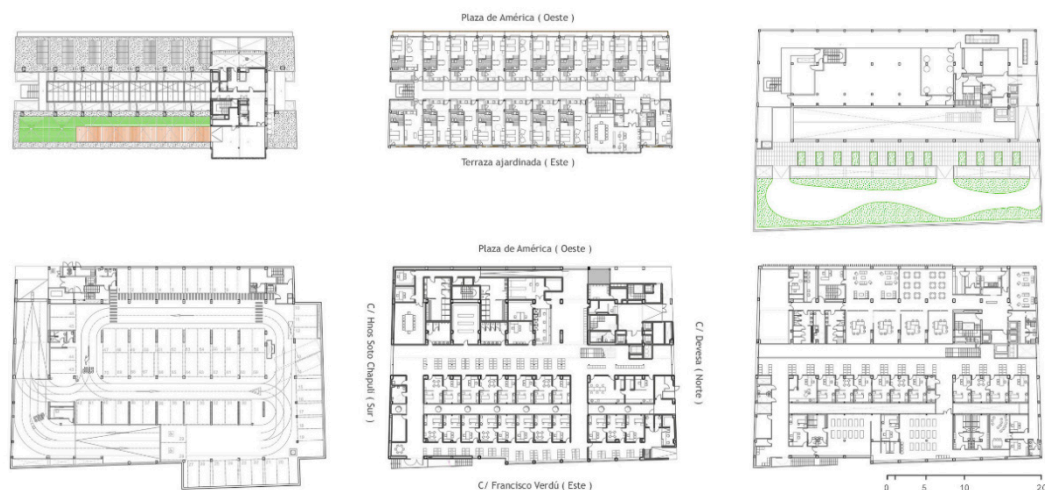 Plaza de América ( Oeste )
Terraza ajardinada ( Este )
Plaza de América ( Oeste )
C/ Hnos Soto Chapuli ( Sur )
C/ Devesa ( Norte )
C/ Francisco Verdú ( Este )
0 5 10 20